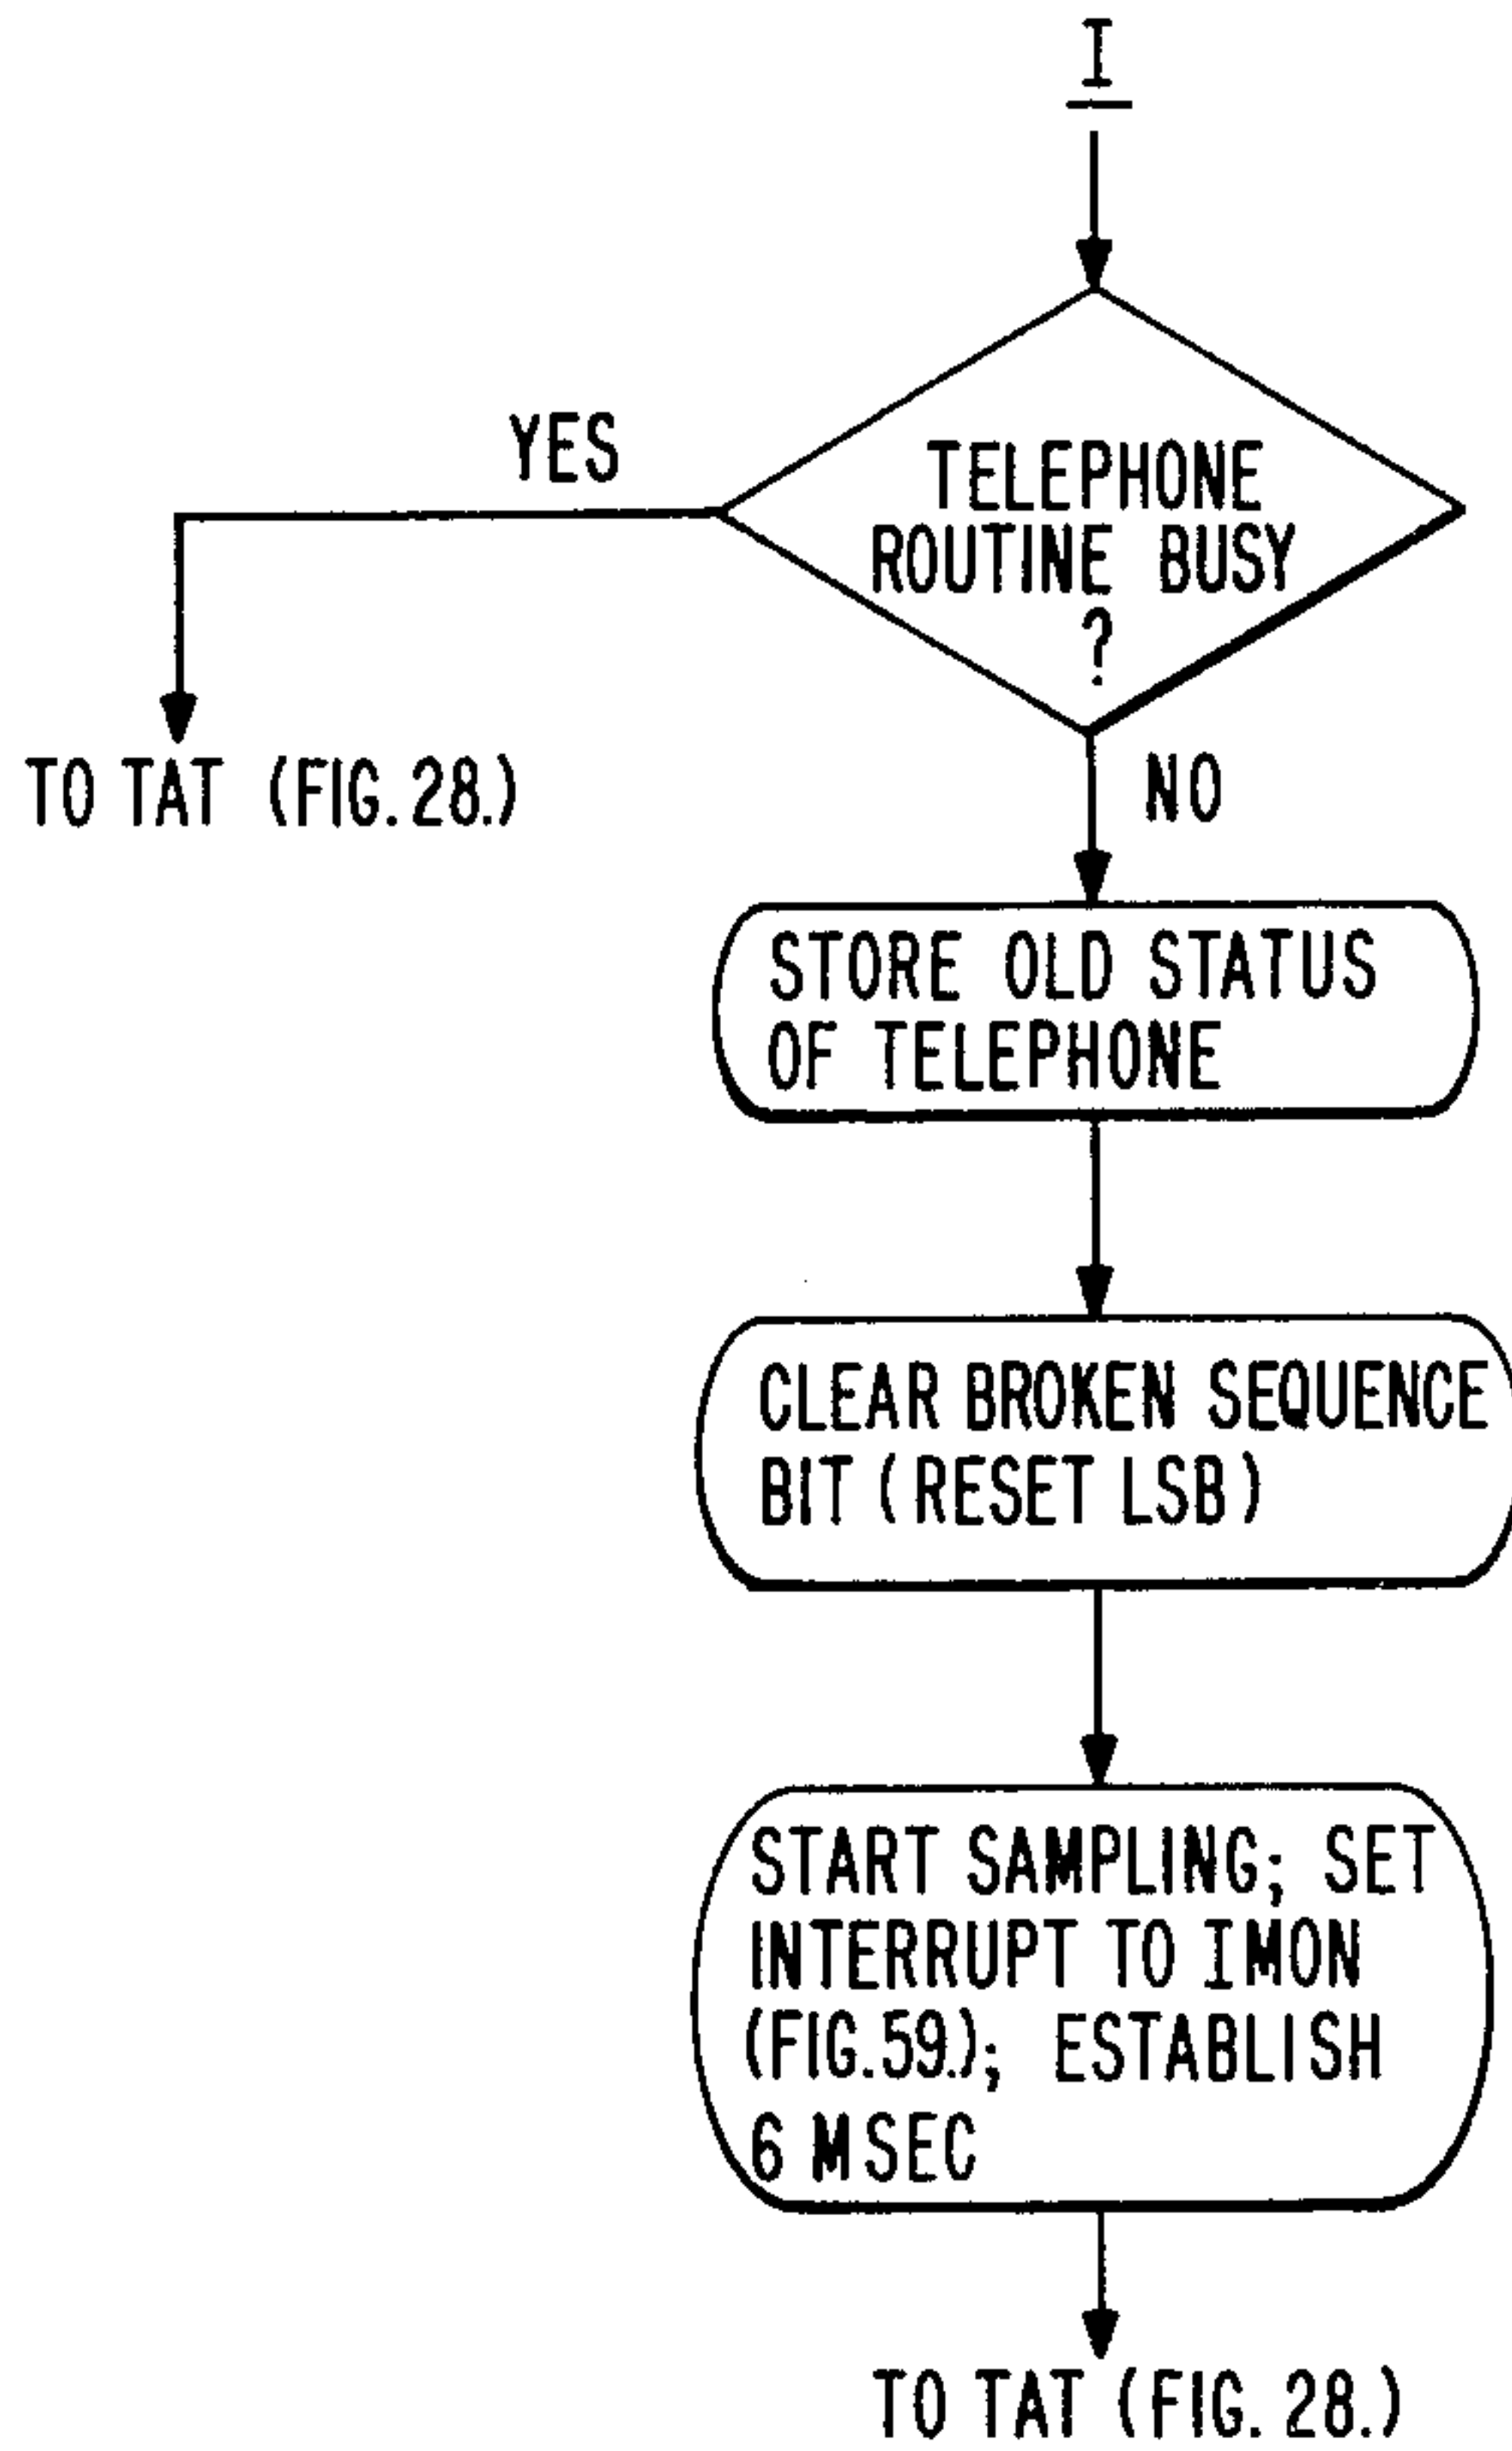 I
YES
TELEPHONE
ROUTINE BUSY
?
TO TAT (FIG. 28.)
NO
STORE OLD STATUS
OF TELEPHONE
CLEAR BROKEN SEQUENCE
BIT (RESET LSB)
START SAMPLING; SET
INTERRUPT TO IMON
(FIG. 59.); ESTABLISH
6 MSEC
TO TAT (FIG. 28.)